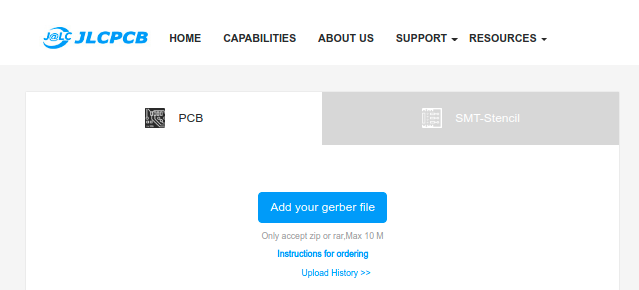 J@LC JLCPCB HOME CAPABILITIES ABOUT US SUPPORT RESOURCES
PCB SMT-Stencil
Add your gerber file
Only accept zip or rar,Max 10 M
Instructions for ordering
Upload History >>